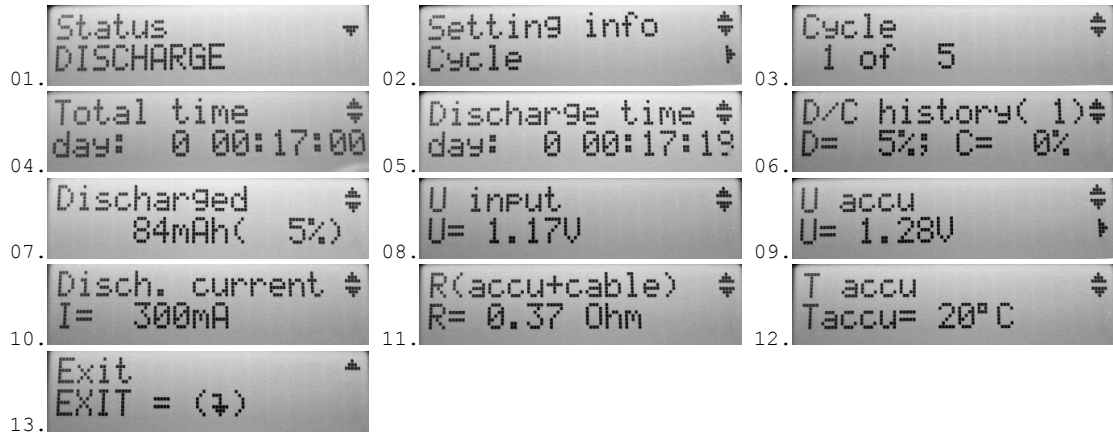 01. Status
DISCHARGE
02. Setting info
Cycle
03. Cycle
1 of 5
04. Total time
day: 0 00:17:00
05. Discharge time
day: 0 00:17:19
06. D/C history( 1)
D= 5%; C= 0%
07. Discharged
84mAh( 5%)
08. U input
U= 1.17V
09. U accu
U= 1.28V
10. Disch. current
I= 300mA
11. R(accu+cable)
R= 0.37 Ohm
12. T accu
Taccu= 20°C
13. Exit
EXIT = (↴)